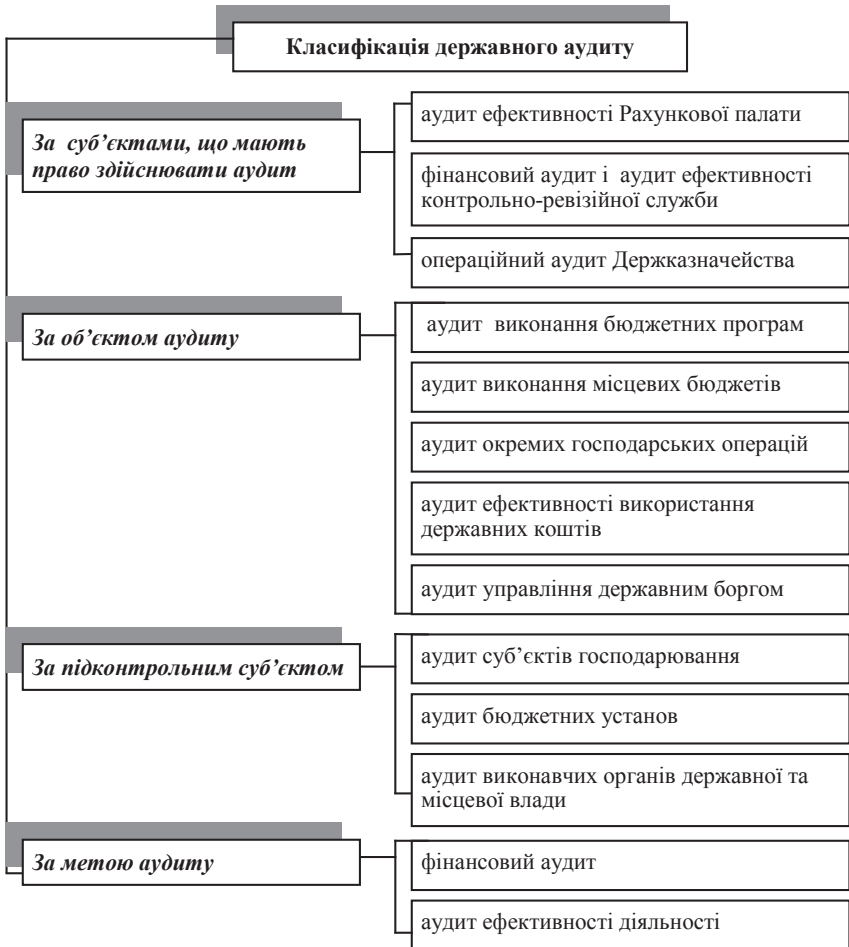 Класифікація державного аудиту
За суб’єктами, що мають
право здійснювати аудит
аудит ефективності Рахункової палати
фінансовий аудит і аудит ефективності
контрольно-ревізійної служби
операційний аудит Держказначейства
За об’єктом аудиту
аудит виконання бюджетних програм
аудит виконання місцевих бюджетів
аудит окремих господарських операцій
аудит ефективності використання
державних коштів
аудит управління державним боргом
За підконтрольним суб’єктом
аудит суб’єктів господарювання
аудит бюджетних установ
аудит виконавчих органів державної та
місцевої влади
За метою аудиту
фінансовий аудит
аудит ефективності діяльності